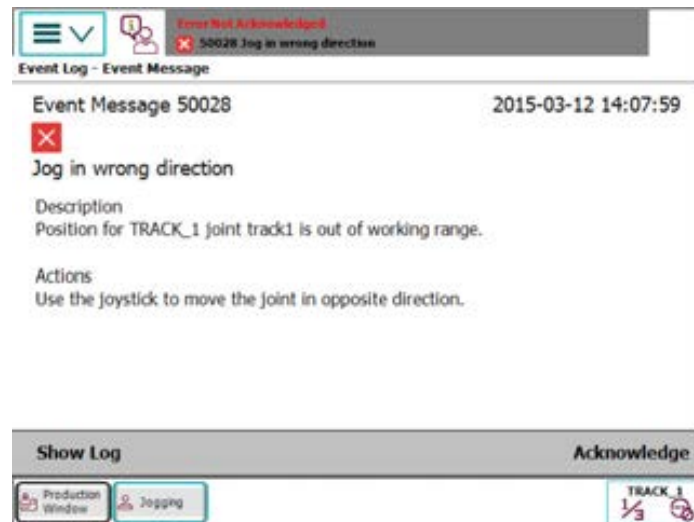 Error Not Acknowledged
50028 Jog in wrong direction
Event Log - Event Message
Event Message 50028
2015-03-12 14:07:59
Jog in wrong direction
Description
Position for TRACK_1 joint track1 is out of working range.
Actions
Use the joystick to move the joint in opposite direction.
Show Log
Acknowledge
Production
Window
Jogging
TRACK_1
1/3